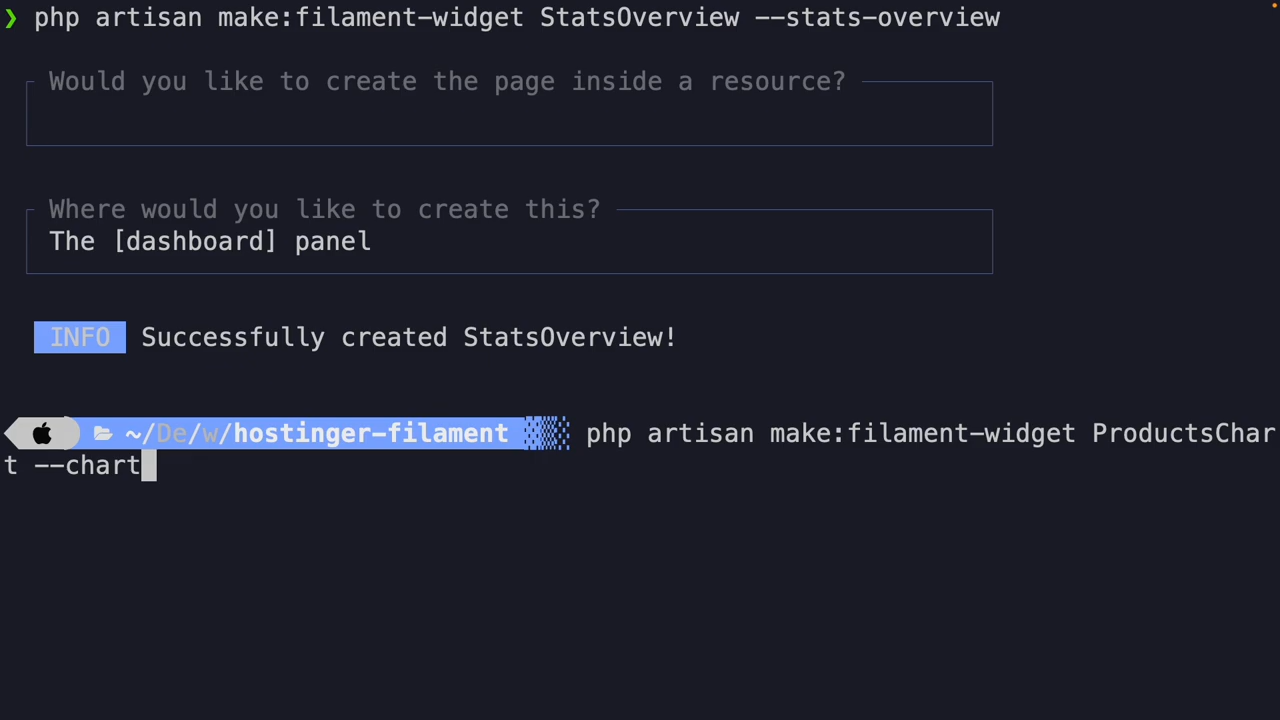 ❯ php artisan make:filament-widget StatsOverview --stats-overview
Would you like to create the page inside a resource?
Where would you like to create this?
The [dashboard] panel
INFO Successfully created StatsOverview!
~/De/w/hostinger-filament php artisan make:filament-widget ProductsChar
t --chart